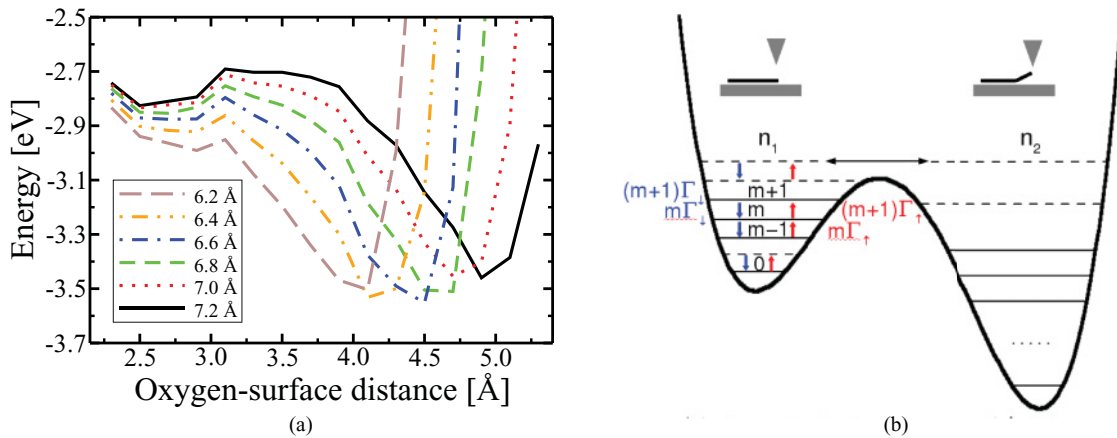 -2.5
-2.7
-2.9
-3.1
-3.3
-3.5
-3.7
Energy [eV]
6.2 Å
6.4 Å
6.6 Å
6.8 Å
7.0 Å
7.2 Å
2.5 3.0 3.5 4.0 4.5 5.0
Oxygen-surface distance [Å]
(a)
n₁ n₂
(m+1)Γ↓ m+1
mΓ↓ m (m+1)Γ↑
m−1 mΓ↑
0
.....
(b)